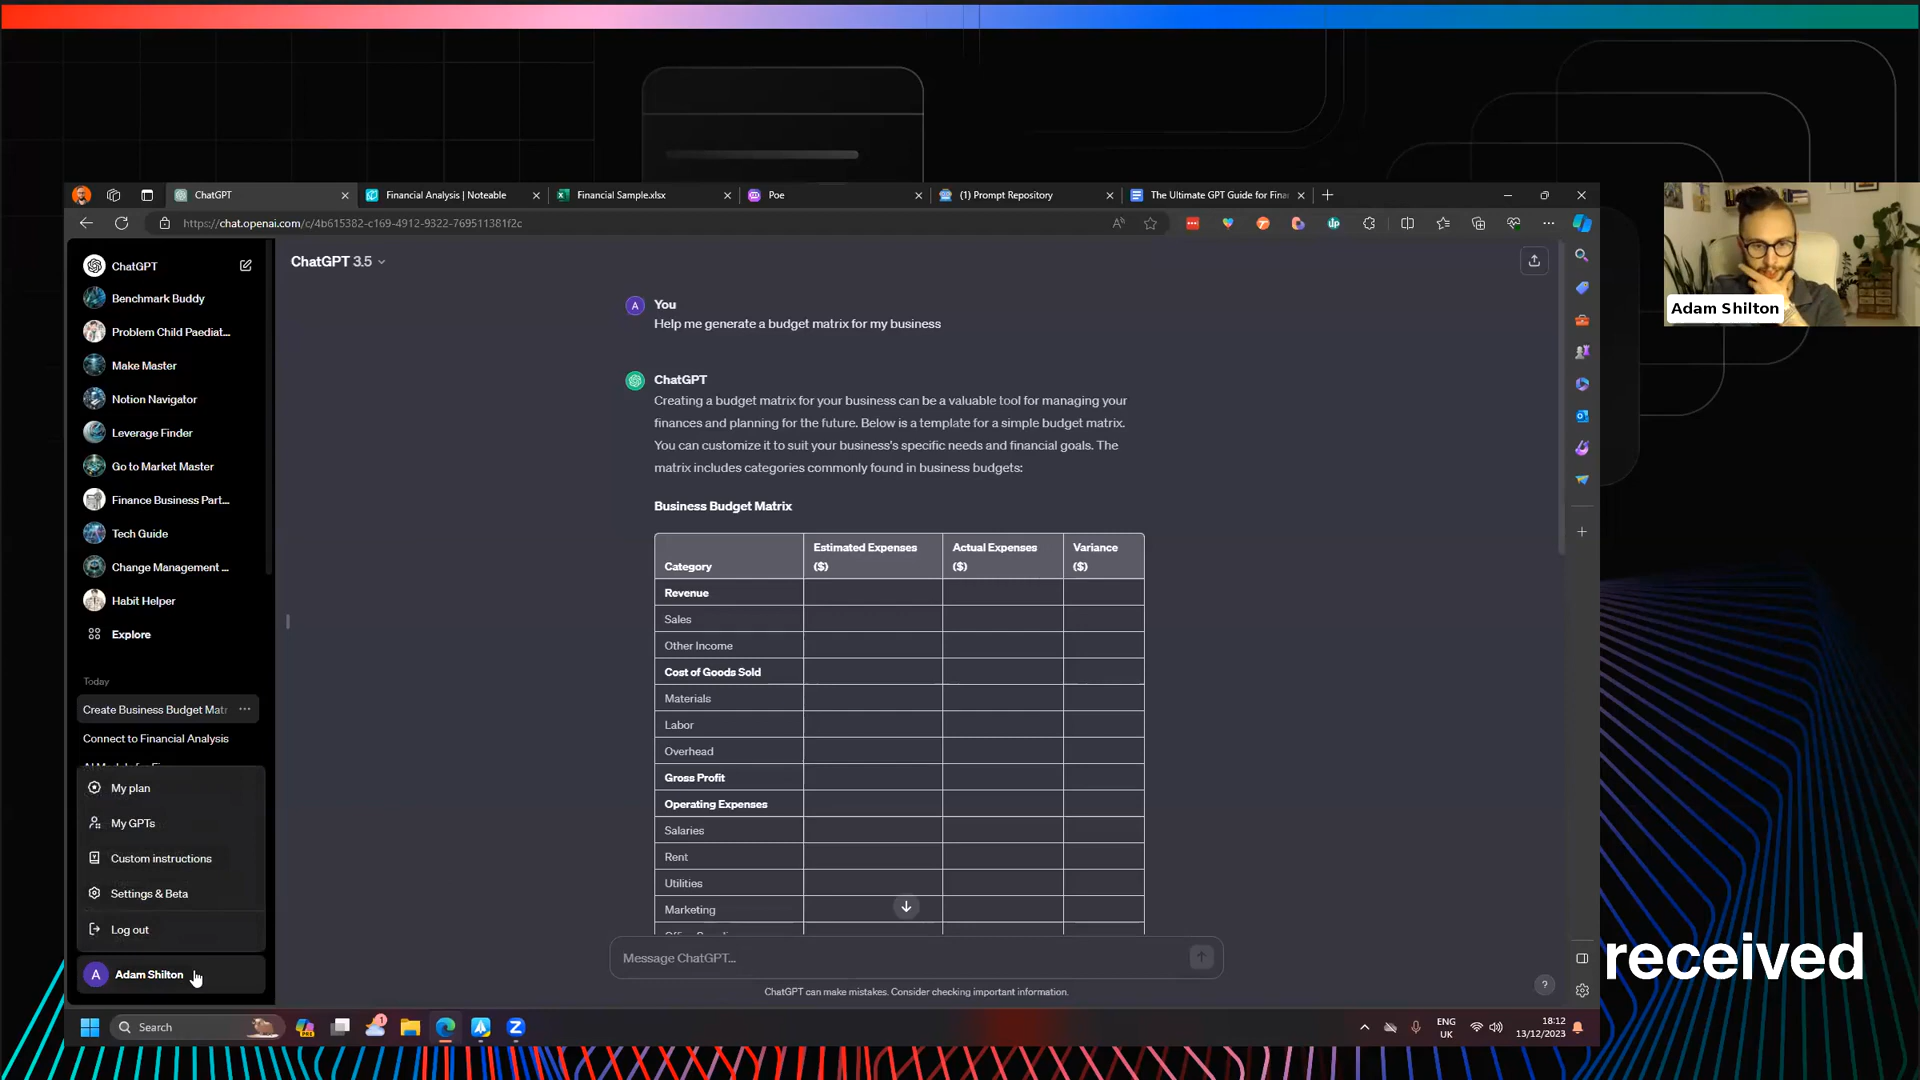 ChatGPT
Financial Analysis | Noteable
Financial Sample.xlsx
Poe
(1) Prompt Repository
The Ultimate GPT Guide for Fina
https://chat.openai.com/c/4b615382-c169-4912-9322-769511381f2c
ChatGPT
Benchmark Buddy
Problem Child Paediat...
Make Master
Notion Navigator
Leverage Finder
Go to Market Master
Finance Business Part...
Tech Guide
Change Management ...
Habit Helper
Explore
Today
Create Business Budget Matr
Connect to Financial Analysis
My plan
My GPTs
Custom instructions
Settings & Beta
Log out
A Adam Shilton
ChatGPT 3.5
A You
Help me generate a budget matrix for my business
ChatGPT
Creating a budget matrix for your business can be a valuable tool for managing your
finances and planning for the future. Below is a template for a simple budget matrix.
You can customize it to suit your business's specific needs and financial goals. The
matrix includes categories commonly found in business budgets:
Business Budget Matrix
Category Estimated Expenses ($) Actual Expenses ($) Variance ($)
Revenue
Sales
Other Income
Cost of Goods Sold
Materials
Labor
Overhead
Gross Profit
Operating Expenses
Salaries
Rent
Utilities
Marketing
Message ChatGPT...
ChatGPT can make mistakes. Consider checking important information.
?
Adam Shilton
received
Search
1
ENG
UK
18:12
13/12/2023